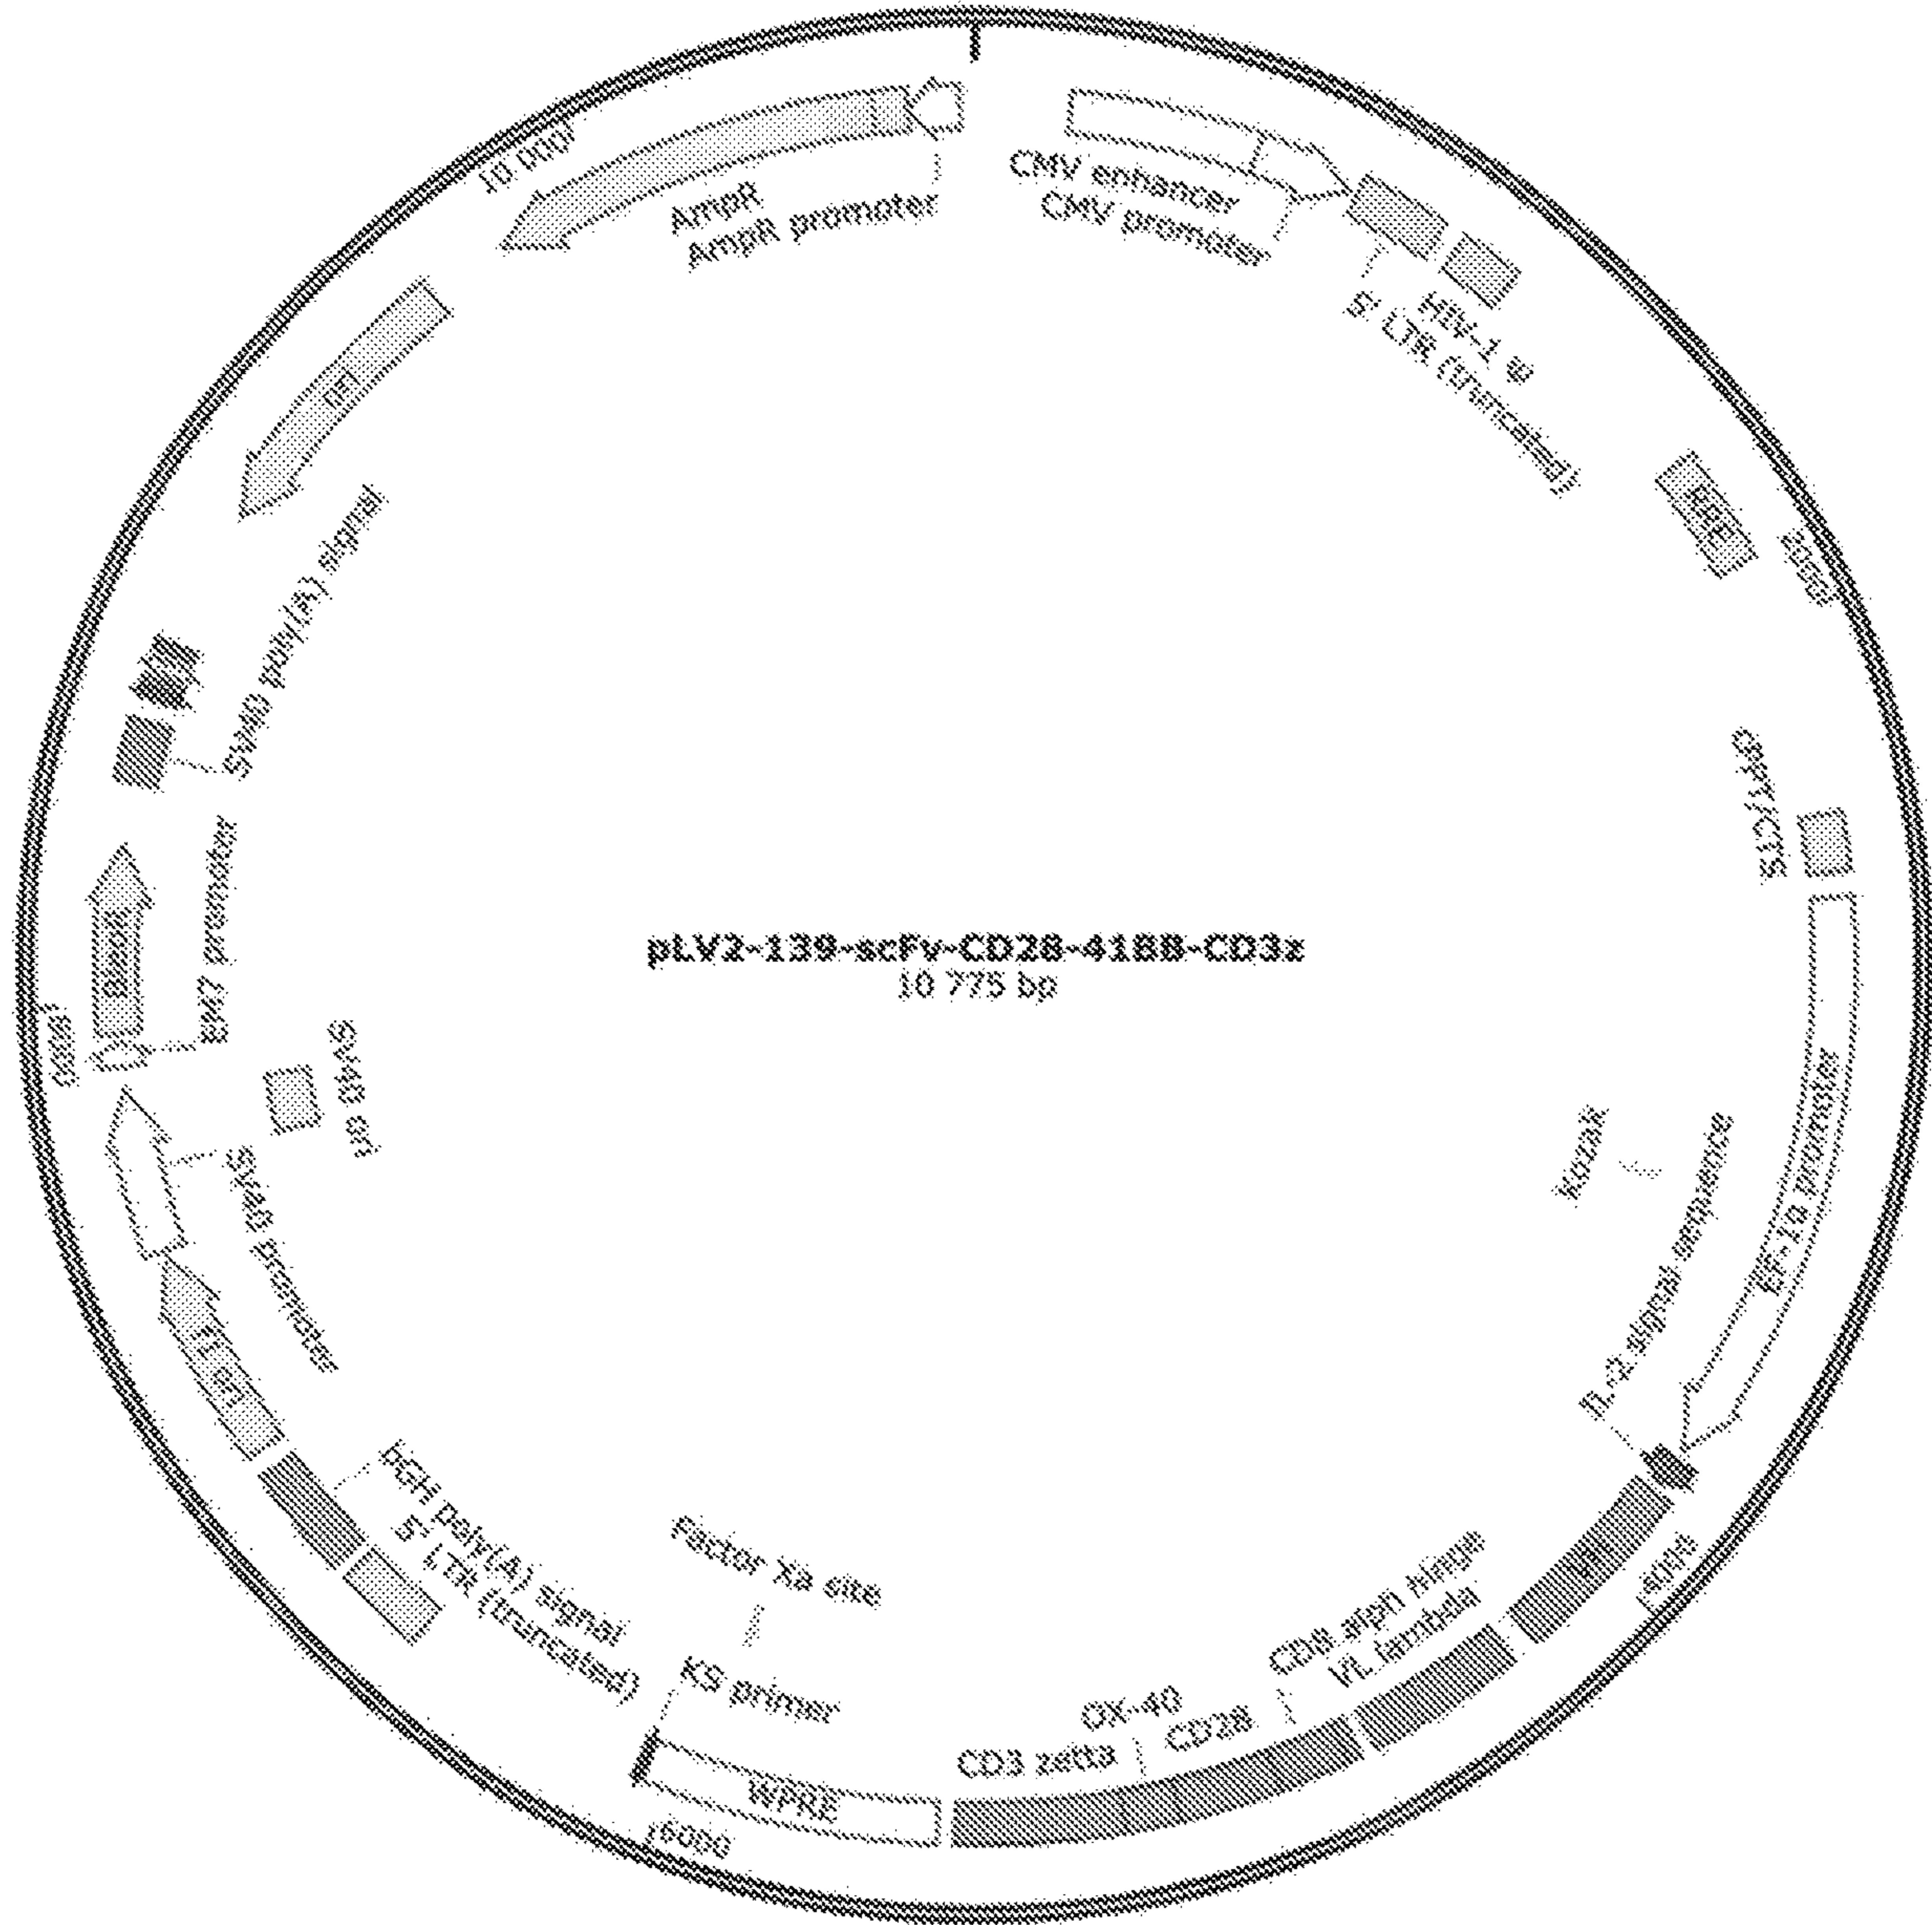 10 000
AmpR
AmpR promoter
CMV enhancer
CMV promoter
5' LTR (truncated)
HIV-1 ψ
RRE
2000
cPPT/CTS
EF-1α promoter
Kozak
IL-2 signal sequence
4000
CD8 alph hinge
VL lambda
CD28
OX-40
CD3 zetta
WPRE
6000
KS primer
Factor Xa site
5' LTR (truncated)
bGH poly(A) signal
f1 ori
SV40 promoter
SV40 ori
8000
EM7 promoter
BleoR
SV40 poly(A) signal
ori
pLV2-139-scFv-CD28-41BB-CD3z
10 775 bp